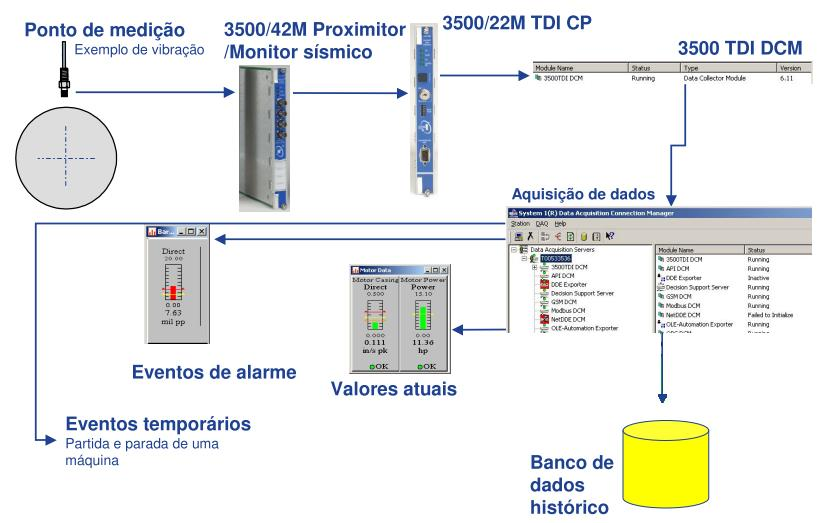 Ponto de medição
Exemplo de vibração
3500/42M Proximitor
/Monitor sísmico
3500/22M TDI CP
3500 TDI DCM
Module Name Status Type Version
3500TDI DCM Running Data Collector Module 6.11
Aquisição de dados
System 1(R) Data Acquisition Connection Manager
Station DAQ Help
Data Acquisition Servers
T00533536
3500TDI DCM
API DCM
DDE Exporter
Decision Support Server
GSM DCM
Modbus DCM
NetDDE DCM
OLE-Automation Exporter
Module Name Status
3500TDI DCM Running
API DCM Running
DDE Exporter Inactive
Decision Support Server Running
GSM DCM Running
Modbus DCM Running
NetDDE DCM Failed to Initialize
OLE-Automation Exporter Running
Bar...
Direct
20.00
0.00
7.63
mil pp
Eventos de alarme
Motor Data
Motor Casing Motor Power
Direct Power
0.500 15.10
0.000 0.00
0.111 11.36
in/s pk hp
OK OK
Valores atuais
Eventos temporários
Partida e parada de uma
máquina
Banco de
dados
histórico